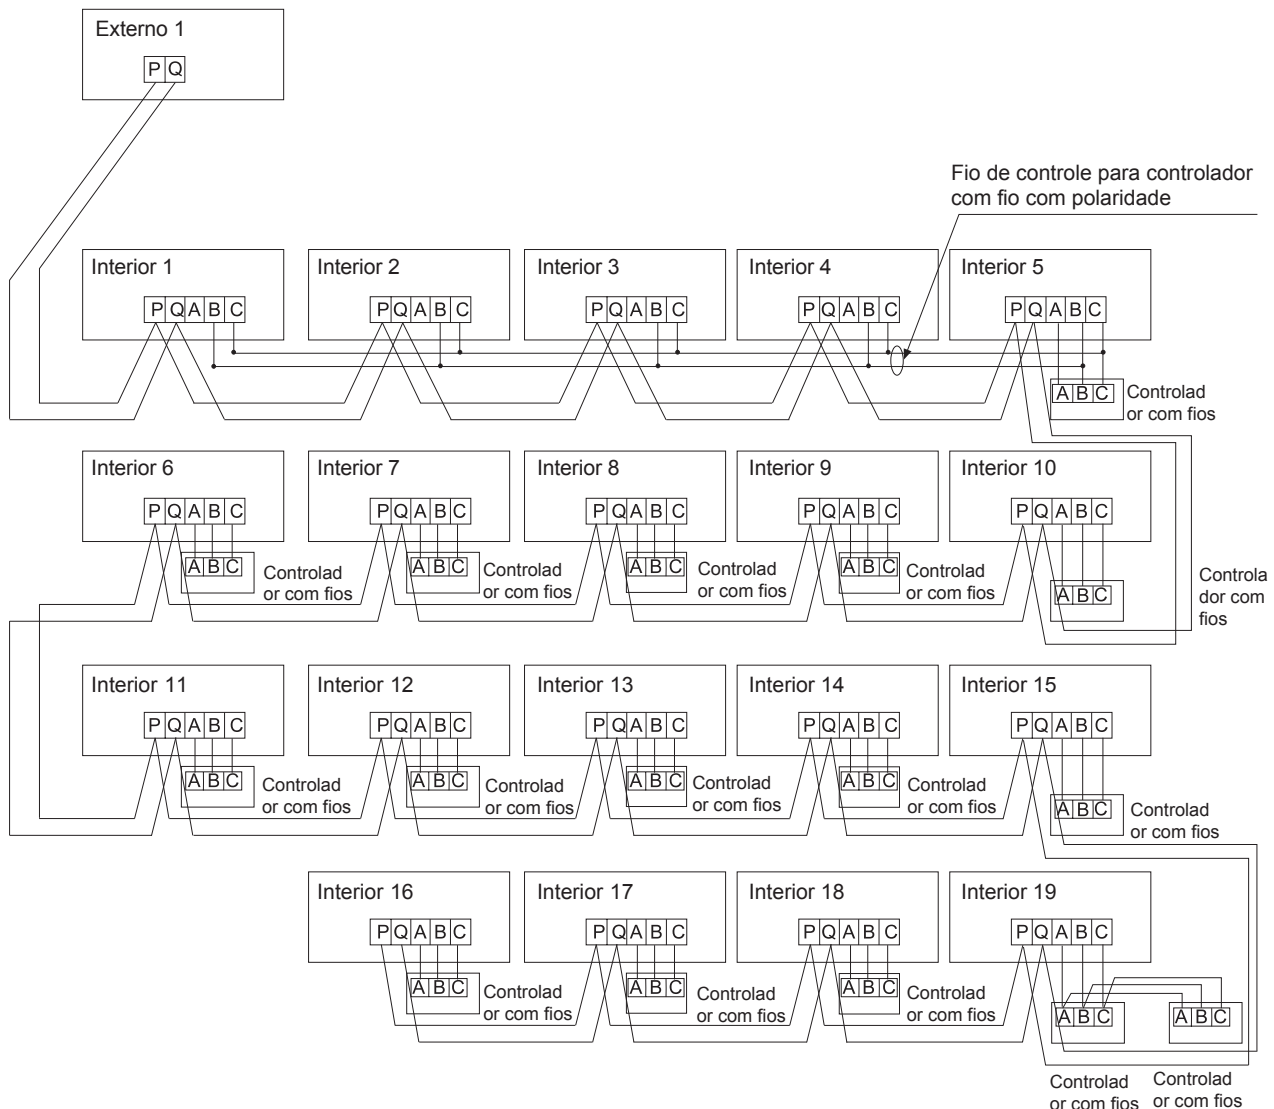 Externo 1
P Q
Fio de controle para controlador
com fio com polaridade
Interior 1
Interior 2
Interior 3
Interior 4
Interior 5
P Q A B C
P Q A B C
P Q A B C
P Q A B C
P Q A B C
A B C
Controlad
or com fios
Interior 6
Interior 7
Interior 8
Interior 9
Interior 10
P Q A B C
P Q A B C
P Q A B C
P Q A B C
P Q A B C
A B C
Controlad
or com fios
A B C
Controlad
or com fios
A B C
Controlad
or com fios
A B C
Controlad
or com fios
A B C
Controla
dor com
fios
Interior 11
Interior 12
Interior 13
Interior 14
Interior 15
P Q A B C
P Q A B C
P Q A B C
P Q A B C
P Q A B C
A B C
Controlad
or com fios
A B C
Controlad
or com fios
A B C
Controlad
or com fios
A B C
Controlad
or com fios
A B C
Controlad
or com fios
Interior 16
Interior 17
Interior 18
Interior 19
P Q A B C
P Q A B C
P Q A B C
P Q A B C
A B C
Controlad
or com fios
A B C
Controlad
or com fios
A B C
Controlad
or com fios
A B C
A B C
Controlad
or com fios
Controlad
or com fios